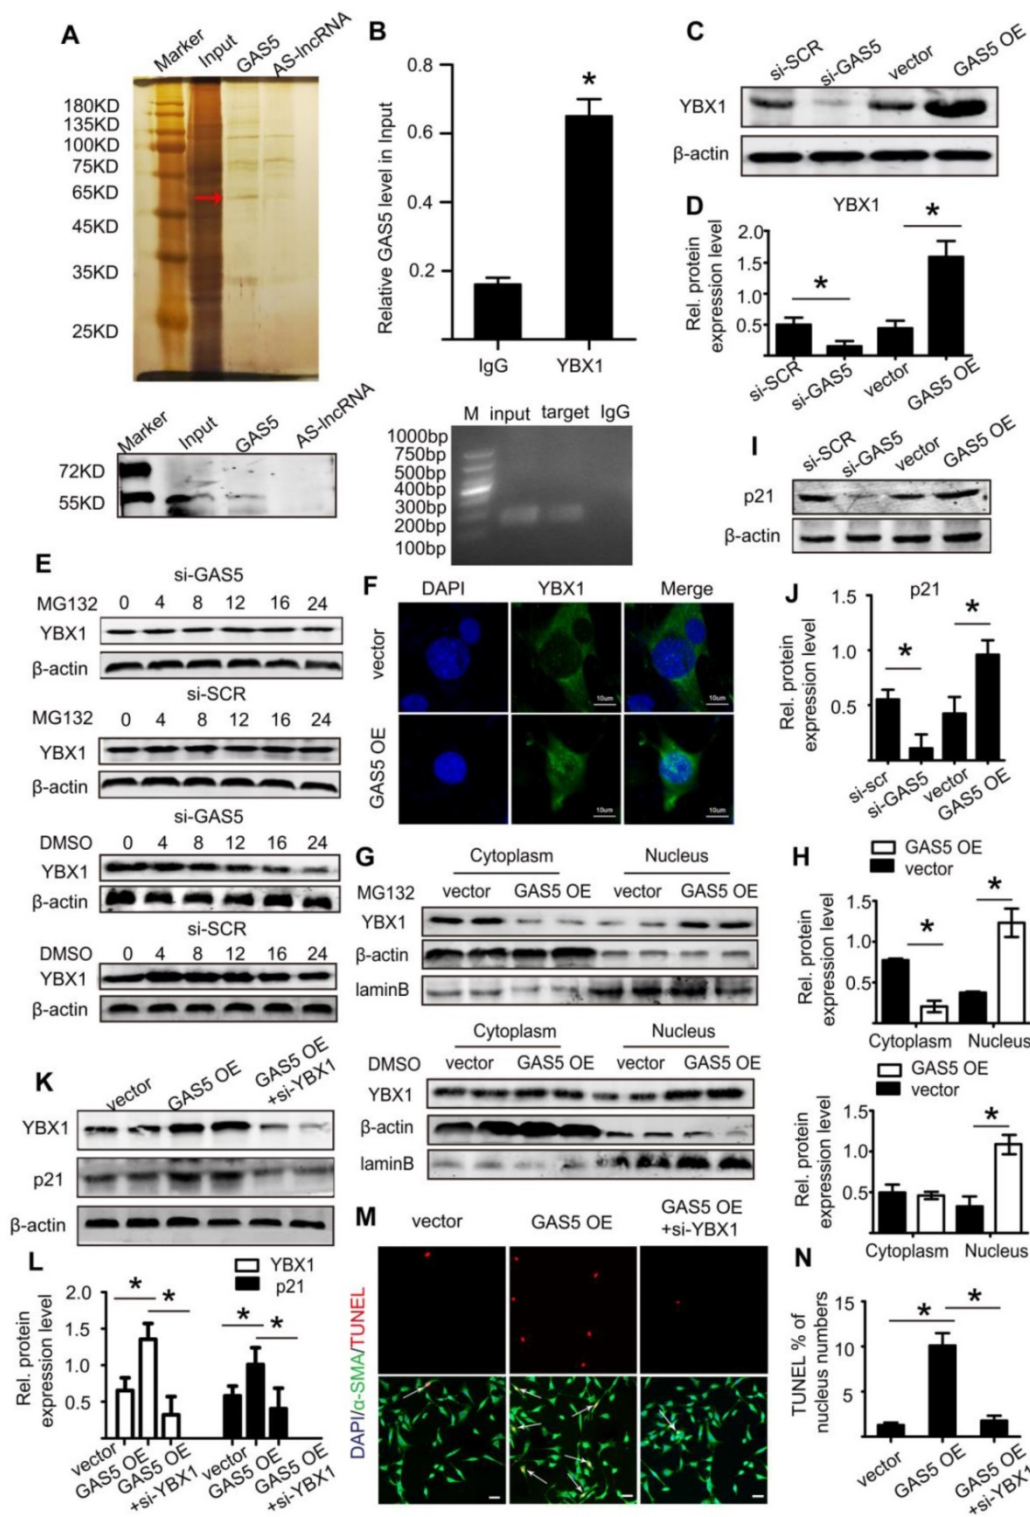 A
Marker Input GAS5 AS-lncRNA
180KD
135KD
100KD
75KD
65KD
45KD
35KD
25KD
Marker Input GAS5 AS-lncRNA
72KD
55KD
B
Relative GAS5 level in Input
0.8
0.6
0.4
0.2
*
IgG YBX1
M input target IgG
1000bp
750bp
500bp
400bp
300bp
200bp
100bp
C
si-SCR si-GAS5 vector GAS5 OE
YBX1
β-actin
D
YBX1
Rel. protein
expression level
2.0
1.5
1.0
0.5
* *
si-SCR si-GAS5 vector GAS5 OE
I
si-SCR si-GAS5 vector GAS5 OE
p21
β-actin
E
si-GAS5
MG132 0 4 8 12 16 24
YBX1
β-actin
si-SCR
MG132 0 4 8 12 16 24
YBX1
β-actin
si-GAS5
DMSO 0 4 8 12 16 24
YBX1
β-actin
si-SCR
DMSO 0 4 8 12 16 24
YBX1
β-actin
F
DAPI YBX1 Merge
vector
10um 10um
GAS5 OE
10um 10um
J
p21
Rel. protein
expression level
1.5
1.0
0.5
* *
si-scr si-GAS5 vector GAS5 OE
G
Cytoplasm Nucleus
MG132 vector GAS5 OE vector GAS5 OE
YBX1
β-actin
laminB
Cytoplasm Nucleus
DMSO vector GAS5 OE vector GAS5 OE
YBX1
β-actin
laminB
H
GAS5 OE
vector
Rel. protein
expression level
1.5
1.0
0.5
* *
Cytoplasm Nucleus
GAS5 OE
vector
Rel. protein
expression level
1.5
1.0
0.5
*
Cytoplasm Nucleus
K
vector GAS5 OE GAS5 OE
+si-YBX1
YBX1
p21
β-actin
L
YBX1
p21
Rel. protein
expression level
2.0
1.5
1.0
0.5
* * * *
vector GAS5 OE GAS5 OE
+si-YBX1
vector GAS5 OE GAS5 OE
+si-YBX1
M
vector GAS5 OE GAS5 OE
+si-YBX1
DAPI/α-SMA/TUNEL
N
TUNEL % of
nucleus numbers
15
10
5
* *
vector GAS5 OE GAS5 OE
+si-YBX1